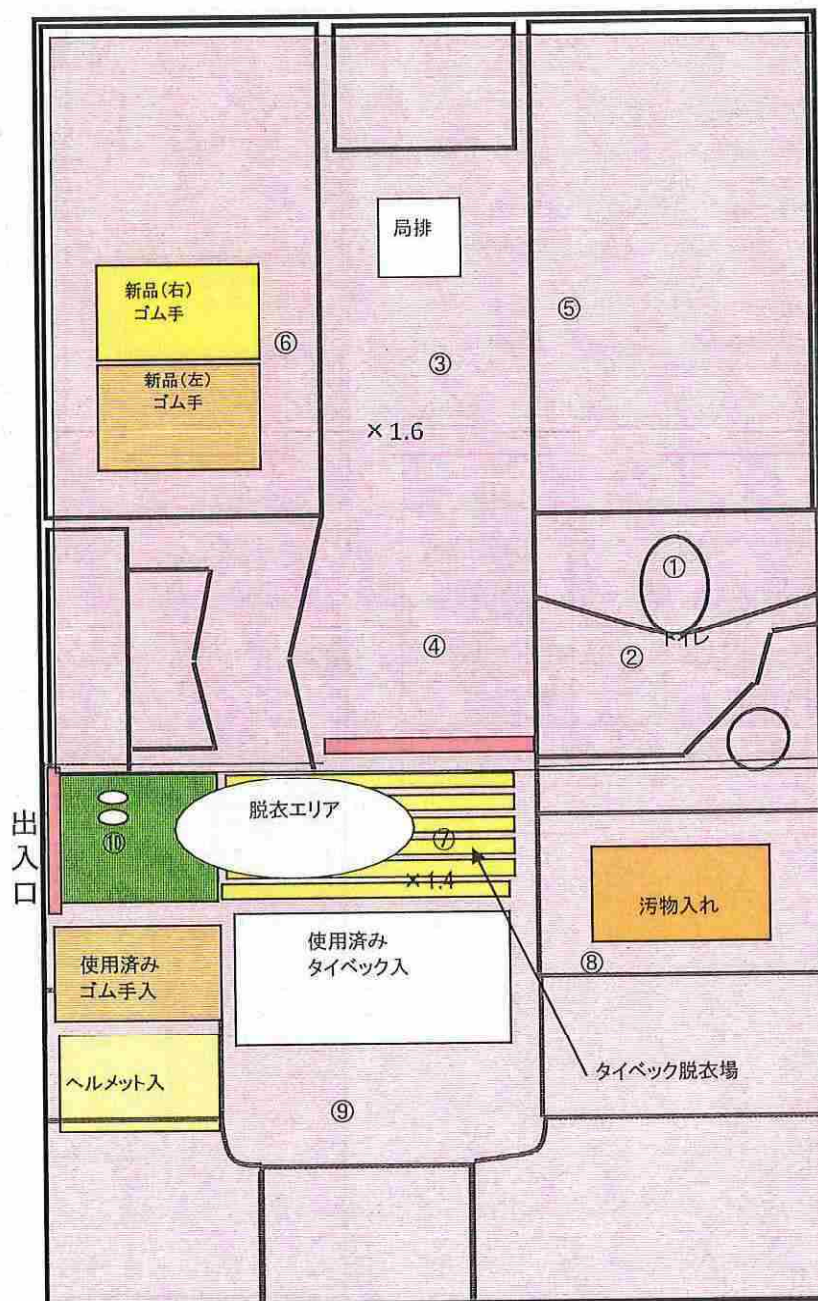 局排
新品(右)
ゴム手
⑤
⑥
③
新品(左)
ゴム手
×1.6
①
④
②
トイレ
出入口
脱衣エリア
⑩
⑦
×1.4
汚物入れ
使用済み
タイベック入
使用済み
ゴム手入
⑧
ヘルメット入
タイベック脱衣場
⑨